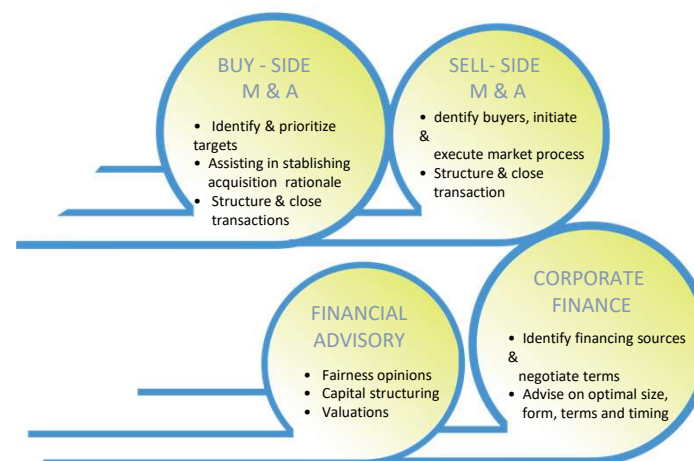 BUY - SIDE
M & A
• Identify & prioritize
targets
• Assisting in stablishing
acquisition rationale
• Structure & close
transactions
SELL- SIDE
M & A
• dentify buyers, initiate
&
execute market process
• Structure & close
transaction
FINANCIAL
ADVISORY
• Fairness opinions
• Capital structuring
• Valuations
CORPORATE
FINANCE
• Identify financing sources
&
negotiate terms
• Advise on optimal size,
form, terms and timing